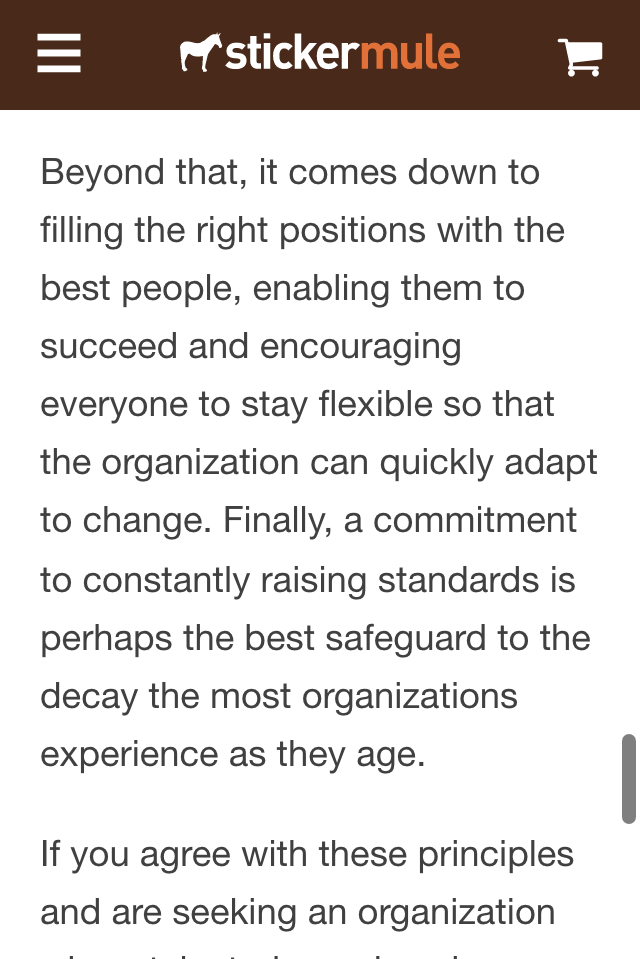 stickermule
Beyond that, it comes down to
filling the right positions with the
best people, enabling them to
succeed and encouraging
everyone to stay flexible so that
the organization can quickly adapt
to change. Finally, a commitment
to constantly raising standards is
perhaps the best safeguard to the
decay the most organizations
experience as they age.
If you agree with these principles
and are seeking an organization